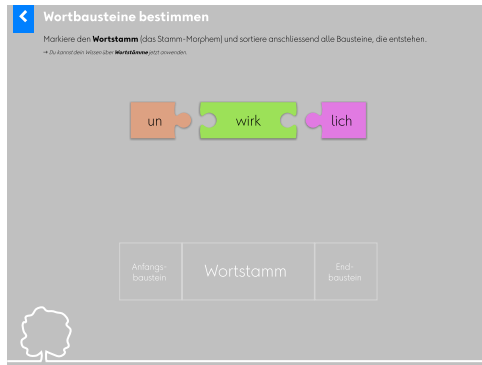 Wortbausteine bestimmen
Markiere den Wortstamm (das Stamm-Morphem) und sortiere anschliessend alle Bausteine, die entstehen.
→ Du kannst dein Wissen über Wortstämme jetzt anwenden.
un wirk lich
Anfangs-
baustein
Wortstamm
End-
baustein